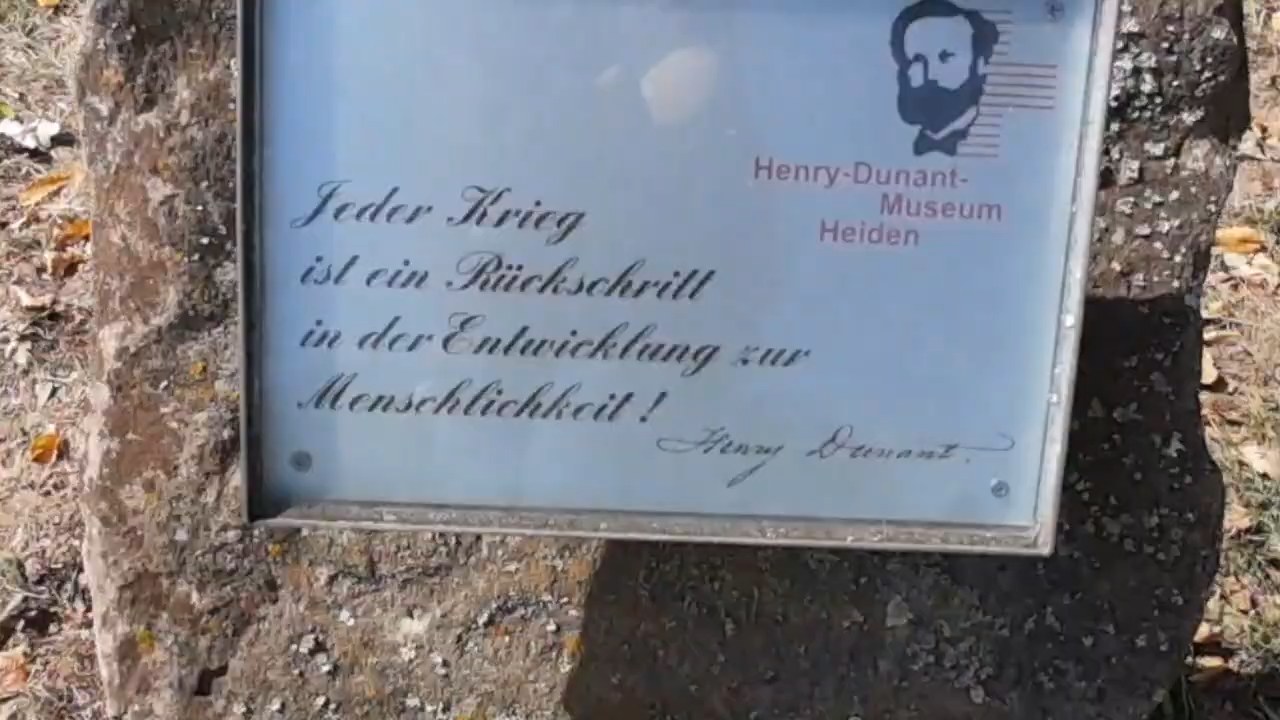 Henry-Dunant-
Museum
Heiden
Jeder Krieg
ist ein Rückschritt
in der Entwicklung zur
Menschlichkeit!
Henry Dunant.